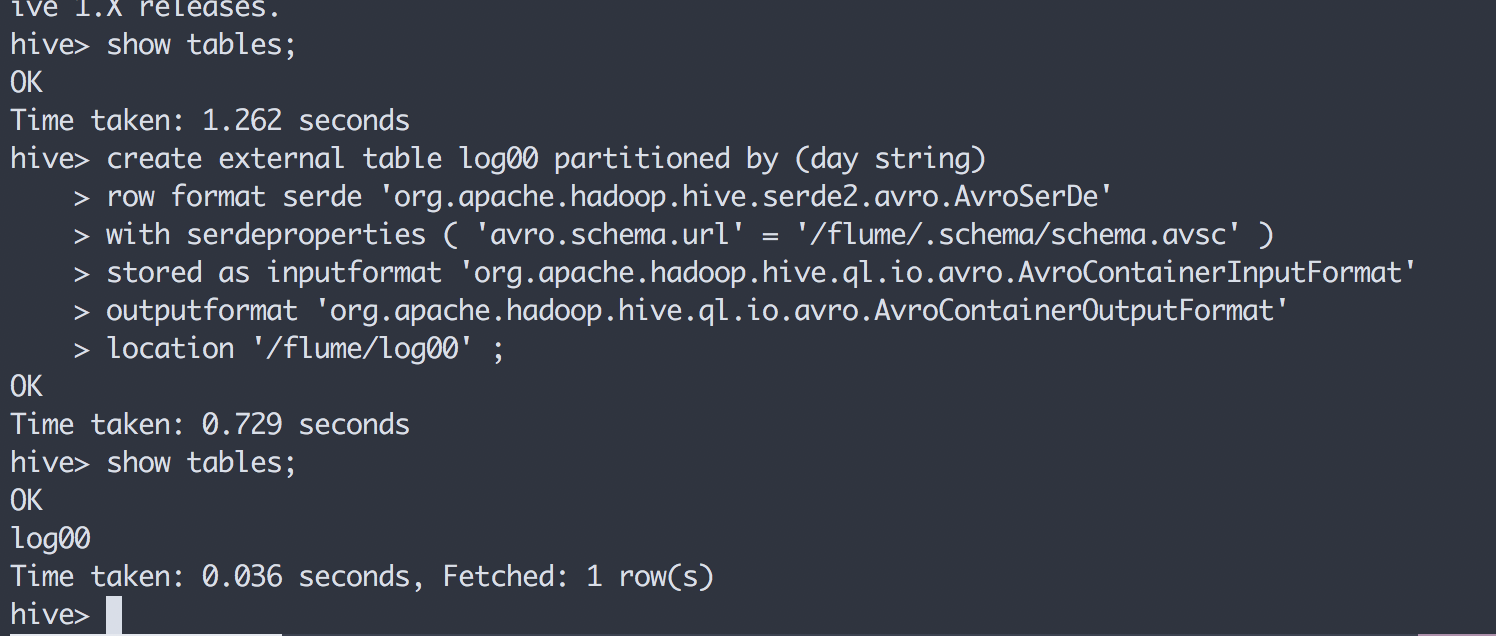 ive 1.X releases.
hive> show tables;
OK
Time taken: 1.262 seconds
hive> create external table log00 partitioned by (day string)
    > row format serde 'org.apache.hadoop.hive.serde2.avro.AvroSerDe'
    > with serdeproperties ( 'avro.schema.url' = '/flume/.schema/schema.avsc' )
    > stored as inputformat 'org.apache.hadoop.hive.ql.io.avro.AvroContainerInputFormat'
    > outputformat 'org.apache.hadoop.hive.ql.io.avro.AvroContainerOutputFormat'
    > location '/flume/log00' ;
OK
Time taken: 0.729 seconds
hive> show tables;
OK
log00
Time taken: 0.036 seconds, Fetched: 1 row(s)
hive>